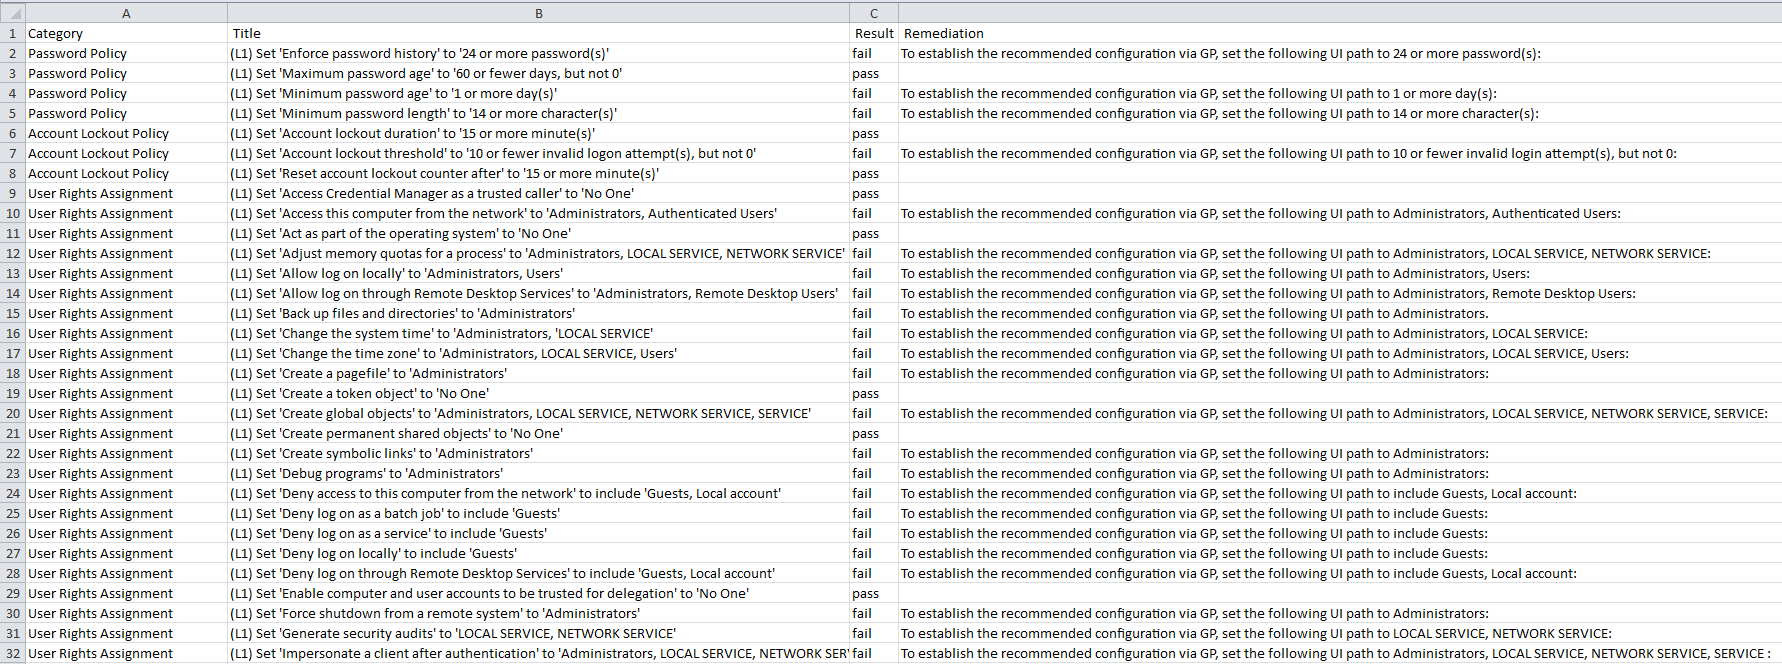 A B C
1 Category Title Result Remediation
2 Password Policy (L1) Set 'Enforce password history' to '24 or more password(s)' fail To establish the recommended configuration via GP, set the following UI path to 24 or more password(s):
3 Password Policy (L1) Set 'Maximum password age' to '60 or fewer days, but not 0' pass
4 Password Policy (L1) Set 'Minimum password age' to '1 or more day(s)' fail To establish the recommended configuration via GP, set the following UI path to 1 or more day(s):
5 Password Policy (L1) Set 'Minimum password length' to '14 or more character(s)' fail To establish the recommended configuration via GP, set the following UI path to 14 or more character(s):
6 Account Lockout Policy (L1) Set 'Account lockout duration' to '15 or more minute(s)' pass
7 Account Lockout Policy (L1) Set 'Account lockout threshold' to '10 or fewer invalid logon attempt(s), but not 0' fail To establish the recommended configuration via GP, set the following UI path to 10 or fewer invalid login attempt(s), but not 0:
8 Account Lockout Policy (L1) Set 'Reset account lockout counter after' to '15 or more minute(s)' pass
9 User Rights Assignment (L1) Set 'Access Credential Manager as a trusted caller' to 'No One' pass
10 User Rights Assignment (L1) Set 'Access this computer from the network' to 'Administrators, Authenticated Users' fail To establish the recommended configuration via GP, set the following UI path to Administrators, Authenticated Users:
11 User Rights Assignment (L1) Set 'Act as part of the operating system' to 'No One' pass
12 User Rights Assignment (L1) Set 'Adjust memory quotas for a process' to 'Administrators, LOCAL SERVICE, NETWORK SERVICE' fail To establish the recommended configuration via GP, set the following UI path to Administrators, LOCAL SERVICE, NETWORK SERVICE:
13 User Rights Assignment (L1) Set 'Allow log on locally' to 'Administrators, Users' fail To establish the recommended configuration via GP, set the following UI path to Administrators, Users:
14 User Rights Assignment (L1) Set 'Allow log on through Remote Desktop Services' to 'Administrators, Remote Desktop Users' fail To establish the recommended configuration via GP, set the following UI path to Administrators, Remote Desktop Users:
15 User Rights Assignment (L1) Set 'Back up files and directories' to 'Administrators' fail To establish the recommended configuration via GP, set the following UI path to Administrators.
16 User Rights Assignment (L1) Set 'Change the system time' to 'Administrators, 'LOCAL SERVICE' fail To establish the recommended configuration via GP, set the following UI path to Administrators, LOCAL SERVICE:
17 User Rights Assignment (L1) Set 'Change the time zone' to 'Administrators, LOCAL SERVICE, Users' fail To establish the recommended configuration via GP, set the following UI path to Administrators, LOCAL SERVICE, Users:
18 User Rights Assignment (L1) Set 'Create a pagefile' to 'Administrators' fail To establish the recommended configuration via GP, set the following UI path to Administrators:
19 User Rights Assignment (L1) Set 'Create a token object' to 'No One' pass
20 User Rights Assignment (L1) Set 'Create global objects' to 'Administrators, LOCAL SERVICE, NETWORK SERVICE, SERVICE' fail To establish the recommended configuration via GP, set the following UI path to Administrators, LOCAL SERVICE, NETWORK SERVICE, SERVICE:
21 User Rights Assignment (L1) Set 'Create permanent shared objects' to 'No One' pass
22 User Rights Assignment (L1) Set 'Create symbolic links' to 'Administrators' fail To establish the recommended configuration via GP, set the following UI path to Administrators:
23 User Rights Assignment (L1) Set 'Debug programs' to 'Administrators' fail To establish the recommended configuration via GP, set the following UI path to Administrators:
24 User Rights Assignment (L1) Set 'Deny access to this computer from the network' to include 'Guests, Local account' fail To establish the recommended configuration via GP, set the following UI path to include Guests, Local account:
25 User Rights Assignment (L1) Set 'Deny log on as a batch job' to include 'Guests' fail To establish the recommended configuration via GP, set the following UI path to include Guests:
26 User Rights Assignment (L1) Set 'Deny log on as a service' to include 'Guests' fail To establish the recommended configuration via GP, set the following UI path to include Guests:
27 User Rights Assignment (L1) Set 'Deny log on locally' to include 'Guests' fail To establish the recommended configuration via GP, set the following UI path to include Guests:
28 User Rights Assignment (L1) Set 'Deny log on through Remote Desktop Services' to include 'Guests, Local account' fail To establish the recommended configuration via GP, set the following UI path to include Guests, Local account:
29 User Rights Assignment (L1) Set 'Enable computer and user accounts to be trusted for delegation' to 'No One' pass
30 User Rights Assignment (L1) Set 'Force shutdown from a remote system' to 'Administrators' fail To establish the recommended configuration via GP, set the following UI path to Administrators:
31 User Rights Assignment (L1) Set 'Generate security audits' to 'LOCAL SERVICE, NETWORK SERVICE' fail To establish the recommended configuration via GP, set the following UI path to LOCAL SERVICE, NETWORK SERVICE:
32 User Rights Assignment (L1) Set 'Impersonate a client after authentication' to 'Administrators, LOCAL SERVICE, NETWORK SER fail To establish the recommended configuration via GP, set the following UI path to Administrators, LOCAL SERVICE, NETWORK SERVICE, SERVICE :